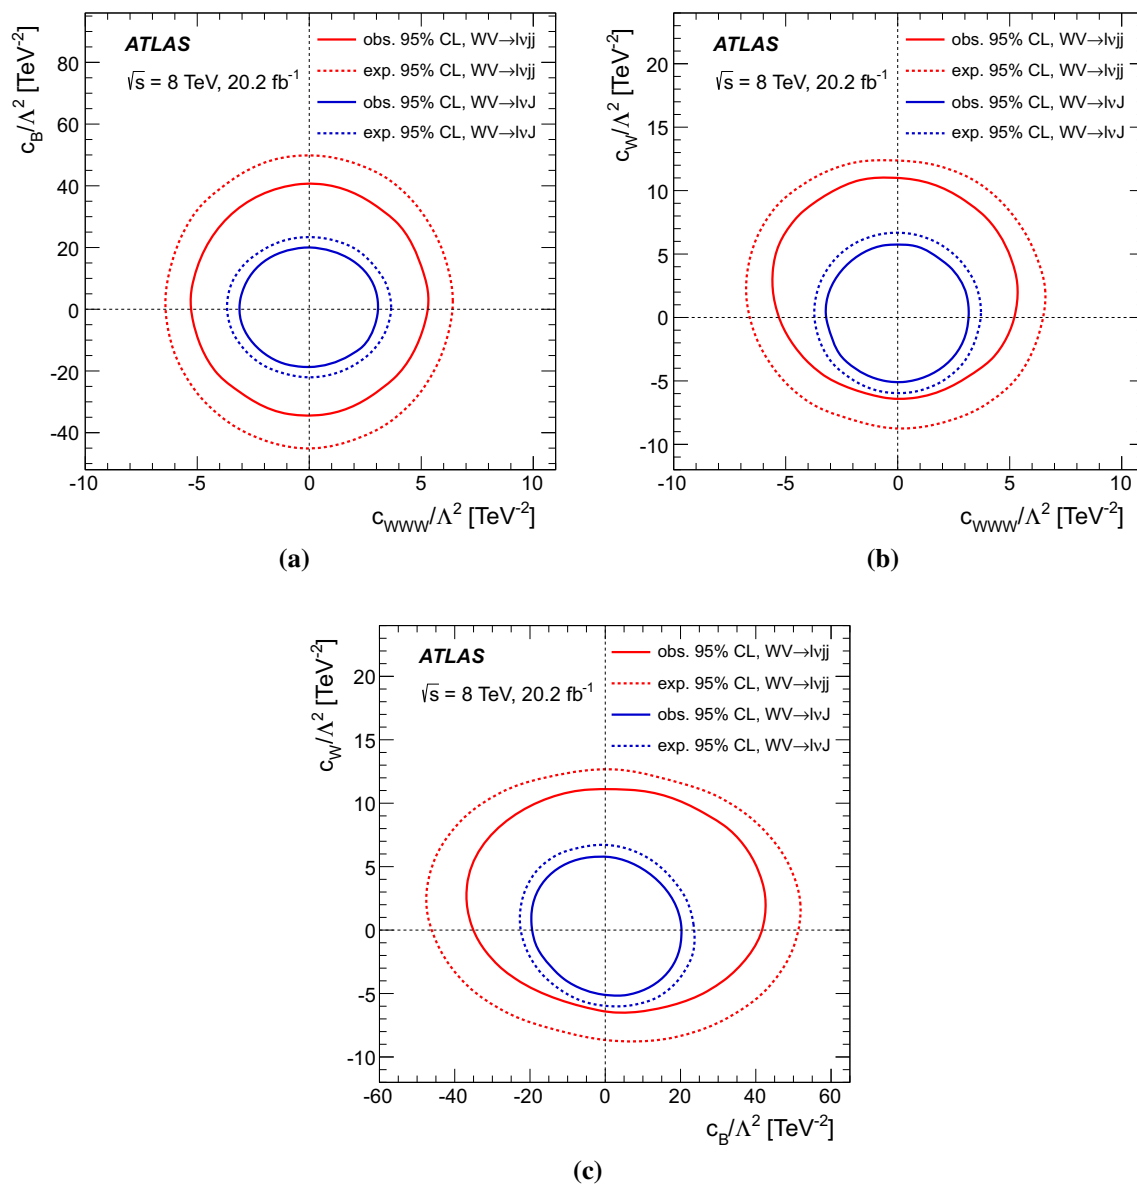 ATLAS
√s = 8 TeV, 20.2 fb⁻¹
obs. 95% CL, WV→lνjj
exp. 95% CL, WV→lνjj
obs. 95% CL, WV→lνJ
exp. 95% CL, WV→lνJ
c_B/Λ² [TeV⁻²]
80
60
40
20
0
-20
-40
-10
-5
0
5
10
c_WWW/Λ² [TeV⁻²]
(a)
ATLAS
√s = 8 TeV, 20.2 fb⁻¹
obs. 95% CL, WV→lνjj
exp. 95% CL, WV→lνjj
obs. 95% CL, WV→lνJ
exp. 95% CL, WV→lνJ
c_W/Λ² [TeV⁻²]
20
15
10
5
0
-5
-10
-10
-5
0
5
10
c_WWW/Λ² [TeV⁻²]
(b)
ATLAS
√s = 8 TeV, 20.2 fb⁻¹
obs. 95% CL, WV→lνjj
exp. 95% CL, WV→lνjj
obs. 95% CL, WV→lνJ
exp. 95% CL, WV→lνJ
c_W/Λ² [TeV⁻²]
20
15
10
5
0
-5
-10
-60
-40
-20
0
20
40
60
c_B/Λ² [TeV⁻²]
(c)